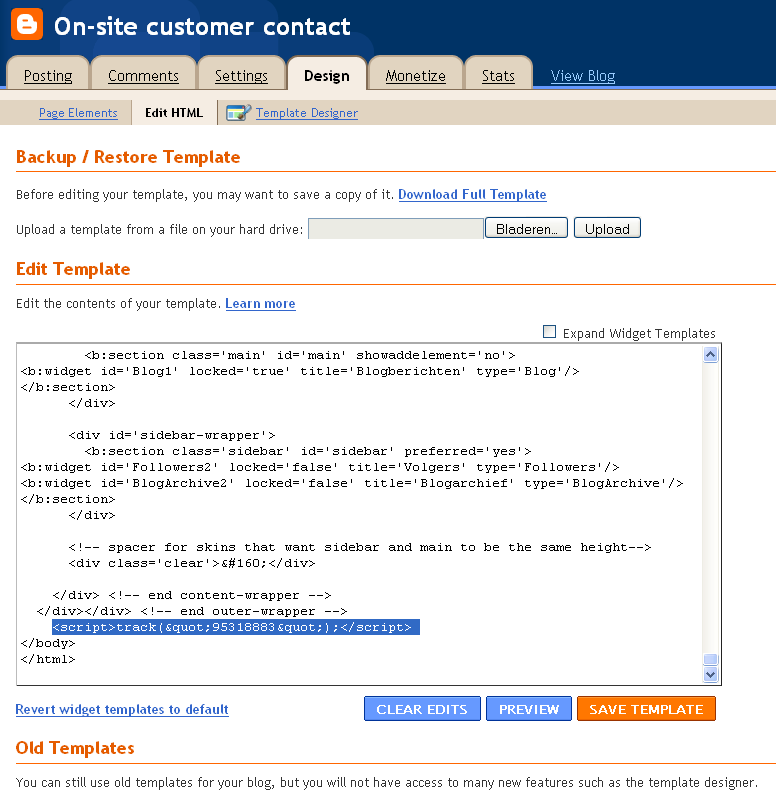 On-site customer contact
Posting Comments Settings Design Monetize Stats View Blog
Page Elements Edit HTML Template Designer
Backup / Restore Template
Before editing your template, you may want to save a copy of it. Download Full Template
Upload a template from a file on your hard drive: Bladeren... Upload
Edit Template
Edit the contents of your template. Learn more
Expand Widget Templates
<b:section class='main' id='main' showaddelement='no'>
<b:widget id='Blog1' locked='true' title='Blogberichten' type='Blog'/>
</b:section>
</div>
<div id='sidebar-wrapper'>
<b:section class='sidebar' id='sidebar' preferred='yes'>
<b:widget id='Followers2' locked='false' title='Volgers' type='Followers'/>
<b:widget id='BlogArchive2' locked='false' title='Blogarchief' type='BlogArchive'/>
</b:section>
</div>
<!-- spacer for skins that want sidebar and main to be the same height-->
<div class='clear'>&#160;</div>
</div> <!-- end content-wrapper -->
</div></div> <!-- end outer-wrapper -->
<script>track(&quot;95318883&quot;);</script>
</body>
</html>
Revert widget templates to default CLEAR EDITS PREVIEW SAVE TEMPLATE
Old Templates
You can still use old templates for your blog, but you will not have access to many new features such as the template designer.